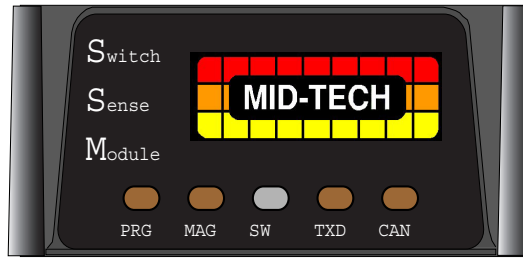 Switch
Sense
Module
MID-TECH
PRG MAG SW TXD CAN